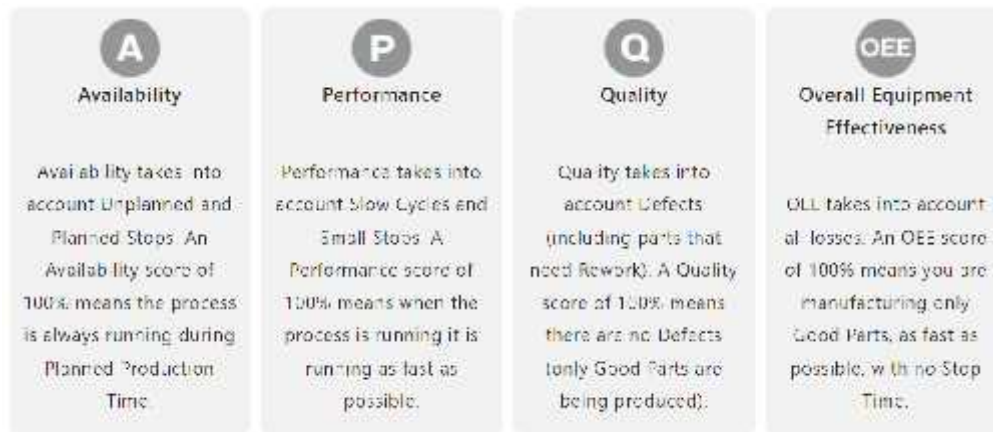 A
Availability
Availability takes into
account Unplanned and
Planned Stops. An
Availability score of
100% means the process
is always running during
Planned Production
Time.
P
Performance
Performance takes into
account Slow Cycles and
Small Stops. A
Performance score of
100% means when the
process is running it is
running as fast as
possible.
Q
Quality
Quality takes into
account Defects
(including parts that
need Rework). A Quality
score of 100% means
there are no Defects
(only Good Parts are
being produced).
OEE
Overall Equipment
Effectiveness
OEE takes into account
all losses. An OEE score
of 100% means you are
manufacturing only
Good Parts, as fast as
possible, with no Stop
Time.